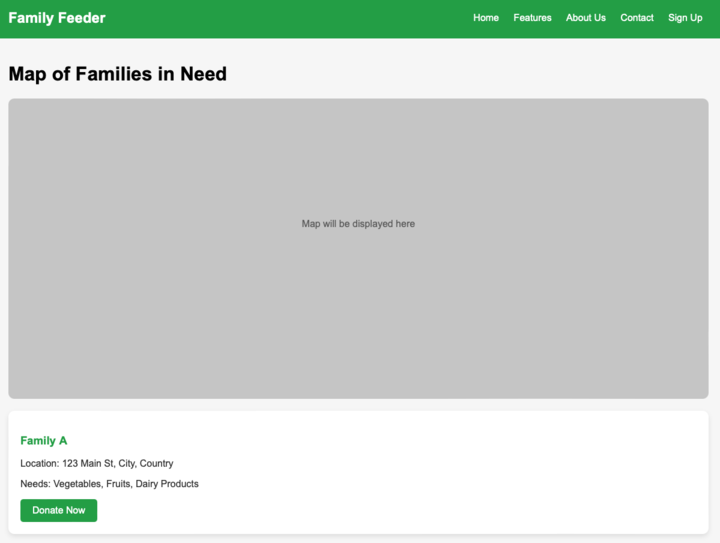 Family Feeder
Home Features About Us Contact Sign Up
Map of Families in Need
Map will be displayed here
Family A
Location: 123 Main St, City, Country
Needs: Vegetables, Fruits, Dairy Products
Donate Now